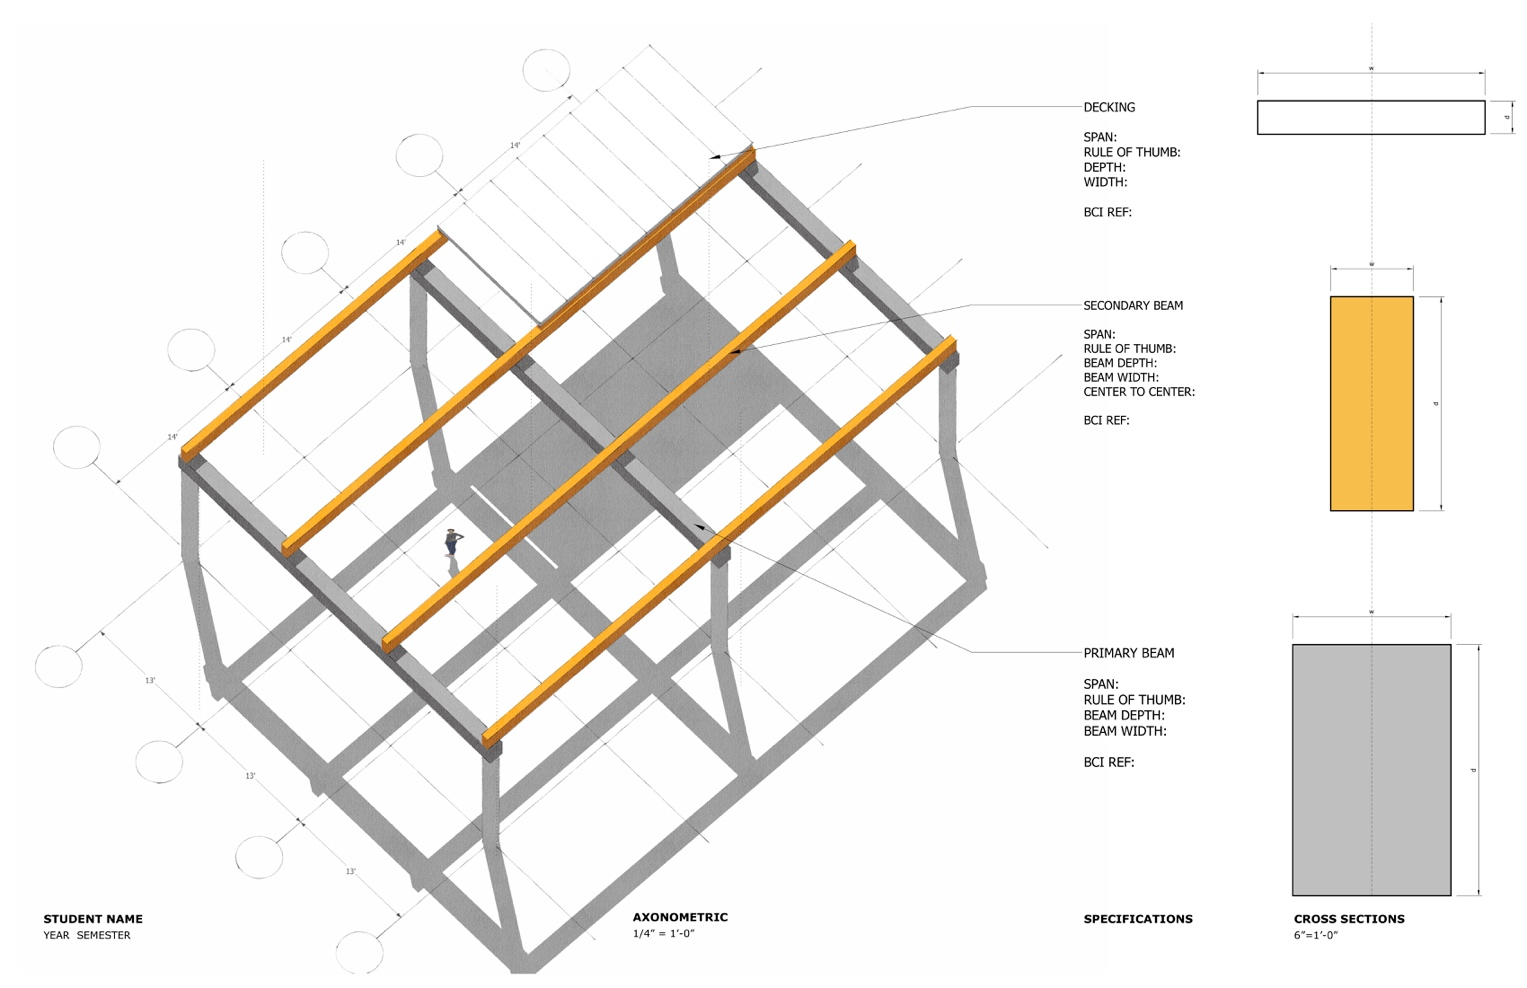 14'
14'
14'
14'
13'
13'
13'
DECKING
SPAN:
RULE OF THUMB:
DEPTH:
WIDTH:
BCI REF:
SECONDARY BEAM
SPAN:
RULE OF THUMB:
BEAM DEPTH:
BEAM WIDTH:
CENTER TO CENTER:
BCI REF:
PRIMARY BEAM
SPAN:
RULE OF THUMB:
BEAM DEPTH:
BEAM WIDTH:
BCI REF:
w
d
w
d
w
d
STUDENT NAME
YEAR SEMESTER
AXONOMETRIC
1/4" = 1'-0"
SPECIFICATIONS
CROSS SECTIONS
6"=1'-0"